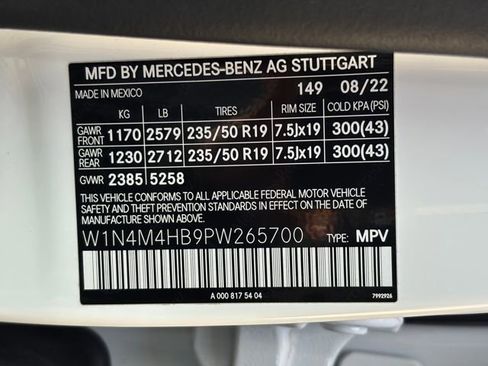 MFD BY MERCEDES-BENZ AG STUTTGART
MADE IN MEXICO 149 08/22
KG LB TIRES RIM SIZE COLD KPA (PSI)
GAWR FRONT 1170 2579 235/50 R19 7.5Jx19 300(43)
GAWR REAR 1230 2712 235/50 R19 7.5Jx19 300(43)
GVWR 2385 5258
THIS VEHICLE CONFORMS TO ALL APPLICABLE FEDERAL MOTOR VEHICLE
SAFETY STANDARDS IN EFFECT ON THE DATE OF MANUFACTURE SHOWN ABOVE.
W1N4M4HB9PW265700 TYPE: MPV
A 000 817 54 04 7992926